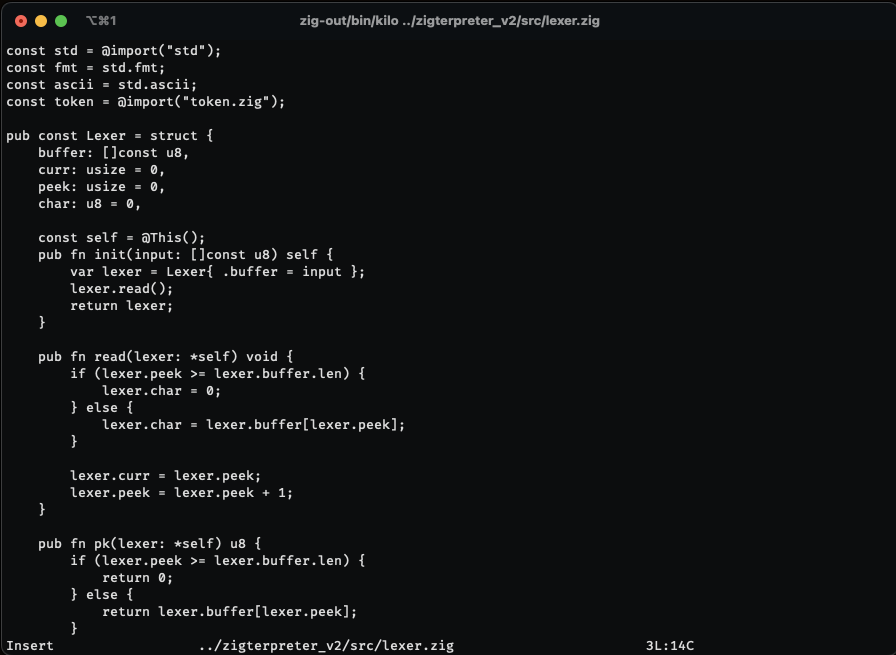 ⌥⌘1 zig-out/bin/kilo ../zigterpreter_v2/src/lexer.zig
const std = @import("std");
const fmt = std.fmt;
const ascii = std.ascii;
const token = @import("token.zig");

pub const Lexer = struct {
    buffer: []const u8,
    curr: usize = 0,
    peek: usize = 0,
    char: u8 = 0,

    const self = @This();
    pub fn init(input: []const u8) self {
        var lexer = Lexer{ .buffer = input };
        lexer.read();
        return lexer;
    }

    pub fn read(lexer: *self) void {
        if (lexer.peek >= lexer.buffer.len) {
            lexer.char = 0;
        } else {
            lexer.char = lexer.buffer[lexer.peek];
        }

        lexer.curr = lexer.peek;
        lexer.peek = lexer.peek + 1;
    }

    pub fn pk(lexer: *self) u8 {
        if (lexer.peek >= lexer.buffer.len) {
            return 0;
        } else {
            return lexer.buffer[lexer.peek];
        }
Insert ../zigterpreter_v2/src/lexer.zig 3L:14C